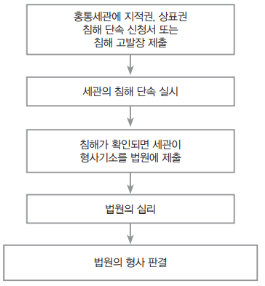 홍통세관에 지적권, 상표권
침해 단속 신청서 또는
침해 고발장 제출
세관의 침해 단속 실시
침해가 확인되면 세관이
형사기소를 법원에 제출
법원의 심리
법원의 형사 판결